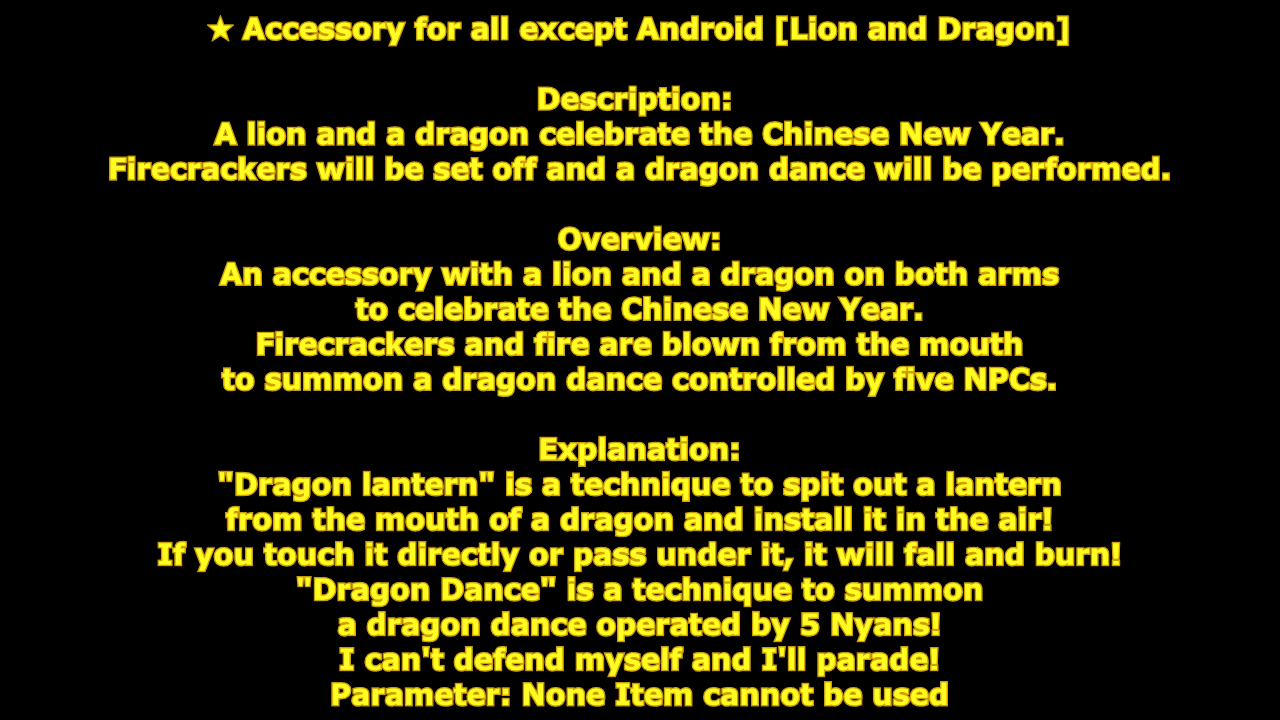 ★ Accessory for all except Android [Lion and Dragon]
Description:
A lion and a dragon celebrate the Chinese New Year.
Firecrackers will be set off and a dragon dance will be performed.
Overview:
An accessory with a lion and a dragon on both arms
to celebrate the Chinese New Year.
Firecrackers and fire are blown from the mouth
to summon a dragon dance controlled by five NPCs.
Explanation:
"Dragon lantern" is a technique to spit out a lantern
from the mouth of a dragon and install it in the air!
If you touch it directly or pass under it, it will fall and burn!
"Dragon Dance" is a technique to summon
a dragon dance operated by 5 Nyans!
I can't defend myself and I'll parade!
Parameter: None Item cannot be used